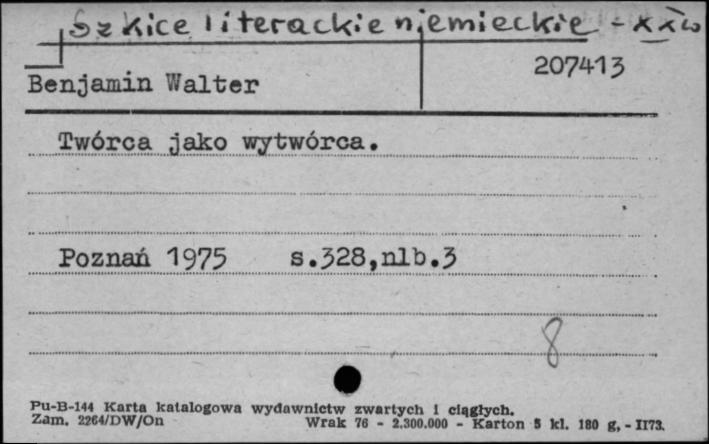 Szkice literackie niemieckie - XX w
207413
Benjamin Walter
Twórca jako wytwórca.
Poznań 1975 s.328,nlb.3
8
Pu-B-144 Karta katalogowa wydawnictw zwartych i ciągłych.
Zam. 2264/DW/On Wrak 76 - 2.300.000 - Karton 5 kl. 180 g, - II73.